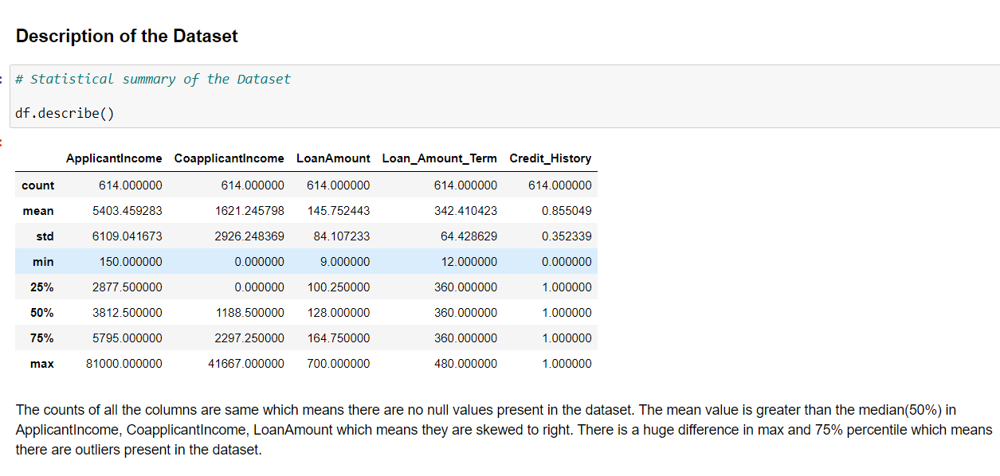 Description of the Dataset
# Statistical summary of the Dataset
df.describe()
ApplicantIncome CoapplicantIncome LoanAmount Loan_Amount_Term Credit_History
count 614.000000 614.000000 614.000000 614.000000 614.000000
mean 5403.459283 1621.245798 145.752443 342.410423 0.855049
std 6109.041673 2926.248369 84.107233 64.428629 0.352339
min 150.000000 0.000000 9.000000 12.000000 0.000000
25% 2877.500000 0.000000 100.250000 360.000000 1.000000
50% 3812.500000 1188.500000 128.000000 360.000000 1.000000
75% 5795.000000 2297.250000 164.750000 360.000000 1.000000
max 81000.000000 41667.000000 700.000000 480.000000 1.000000
The counts of all the columns are same which means there are no null values present in the dataset. The mean value is greater than the median(50%) in
ApplicantIncome, CoapplicantIncome, LoanAmount which means they are skewed to right. There is a huge difference in max and 75% percentile which means
there are outliers present in the dataset.